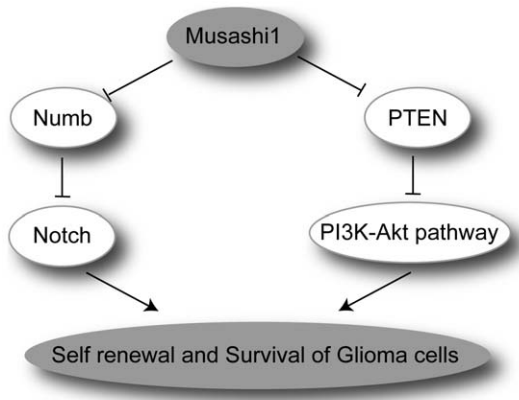 Musashi1
Numb
PTEN
Notch
PI3K-Akt pathway
Self renewal and Survival of Glioma cells